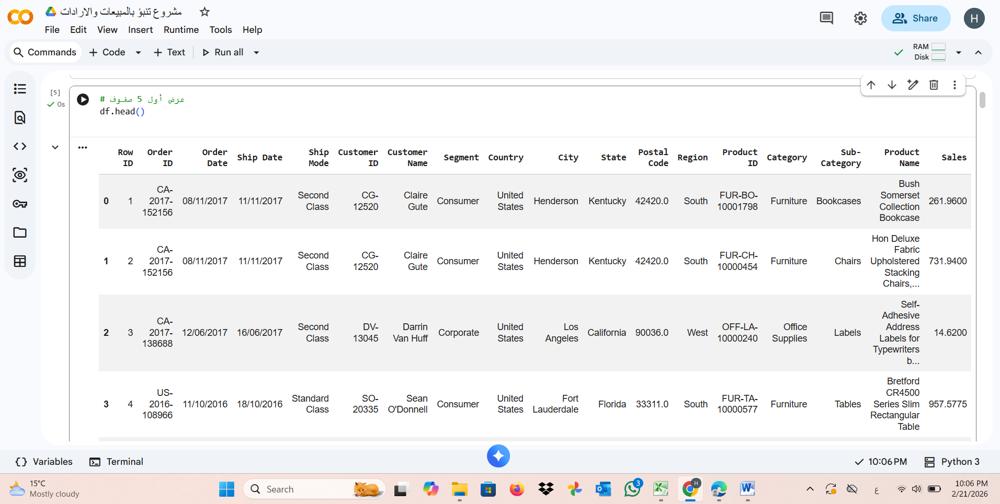 مشروع تنبؤ بالمبيعات والارادات
File Edit View Insert Runtime Tools Help
Share
H
Commands + Code + Text Run all
RAM
Disk
[5]
0s
# عرض أول 5 صفوف
df.head()
Row ID Order ID Order Date Ship Date Ship Mode Customer ID Customer Name Segment Country City State Postal Code Region Product ID Category Sub-Category Product Name Sales
0 1 CA-2017-152156 08/11/2017 11/11/2017 Second Class CG-12520 Claire Gute Consumer United States Henderson Kentucky 42420.0 South FUR-BO-10001798 Furniture Bookcases Bush Somerset Collection Bookcase 261.9600
1 2 CA-2017-152156 08/11/2017 11/11/2017 Second Class CG-12520 Claire Gute Consumer United States Henderson Kentucky 42420.0 South FUR-CH-10000454 Furniture Chairs Hon Deluxe Fabric Upholstered Stacking Chairs,... 731.9400
2 3 CA-2017-138688 12/06/2017 16/06/2017 Second Class DV-13045 Darrin Van Huff Corporate United States Los Angeles California 90036.0 West OFF-LA-10000240 Office Supplies Labels Self-Adhesive Address Labels for Typewriters b... 14.6200
3 4 US-2016-108966 11/10/2016 18/10/2016 Standard Class SO-20335 Sean O'Donnell Consumer United States Fort Lauderdale Florida 33311.0 South FUR-TA-10000577 Furniture Tables Bretford CR4500 Series Slim Rectangular Table 957.5775
Variables Terminal
10:06 PM Python 3
15°C
Mostly cloudy
Search
3
H
ع
10:06 PM
2/21/2026